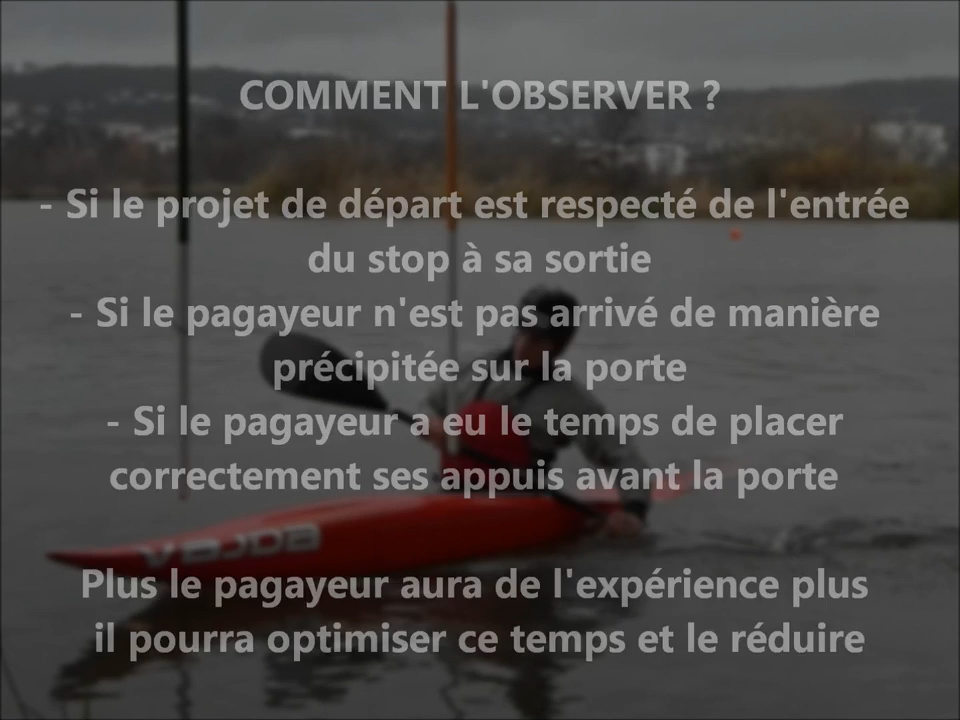 COMMENT L'OBSERVER ?
- Si le projet de départ est respecté de l'entrée
du stop à sa sortie
- Si le pagayeur n'est pas arrivé de manière
précipitée sur la porte
- Si le pagayeur a eu le temps de placer
correctement ses appuis avant la porte
VAJDA
Plus le pagayeur aura de l'expérience plus
il pourra optimiser ce temps et le réduire